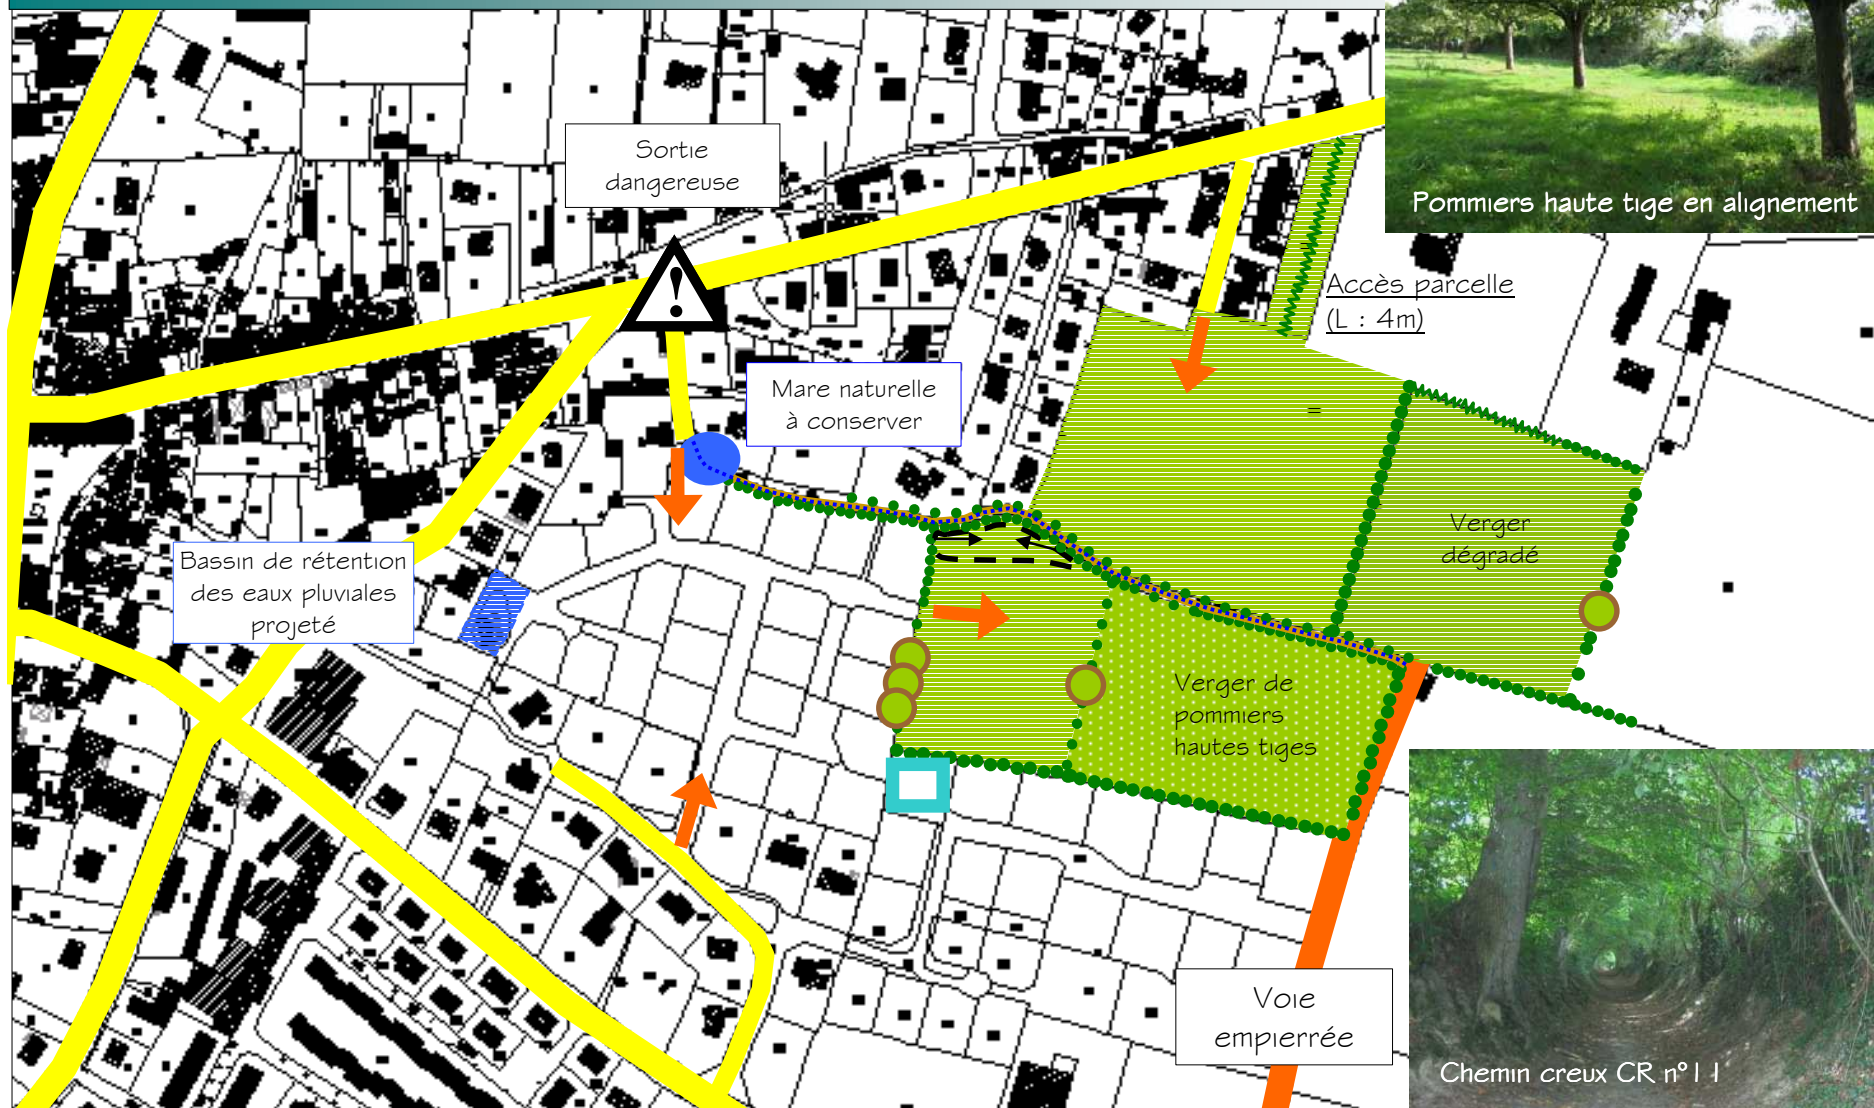 Pommiers haute tige en alignement
Sortie
dangereuse
Accès parcelle
(L : 4m)
Mare naturelle
à conserver
Verger
dégradé
Bassin de rétention
des eaux pluviales
projeté
Verger de
pommiers
hautes tiges
Voie
empierrée
Chemin creux CR n°11